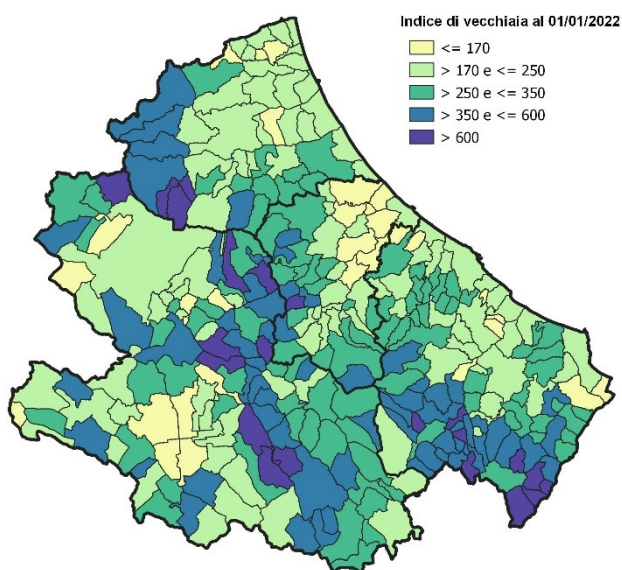 Indice di vecchiaia al 01/01/2022
<= 170
> 170 e <= 250
> 250 e <= 350
> 350 e <= 600
> 600